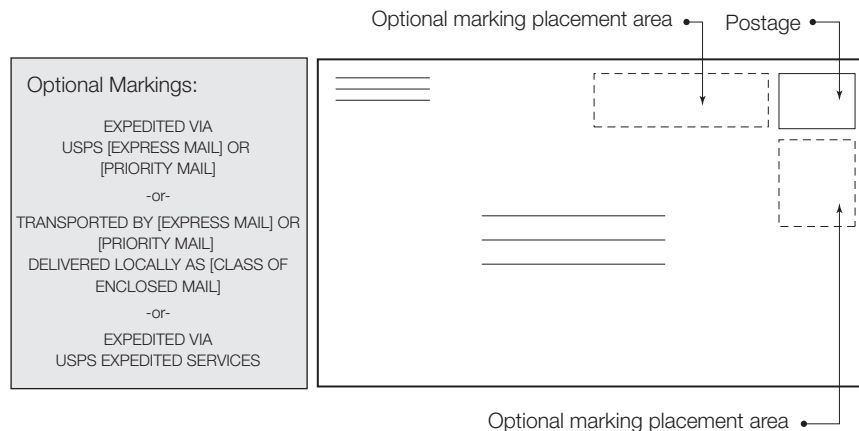 Optional marking placement area
Postage
Optional Markings:
EXPEDITED VIA
USPS [EXPRESS MAIL] OR
[PRIORITY MAIL]
-or-
TRANSPORTED BY [EXPRESS MAIL] OR
[PRIORITY MAIL]
DELIVERED LOCALLY AS [CLASS OF
ENCLOSED MAIL]
-or-
EXPEDITED VIA
USPS EXPEDITED SERVICES
Optional marking placement area